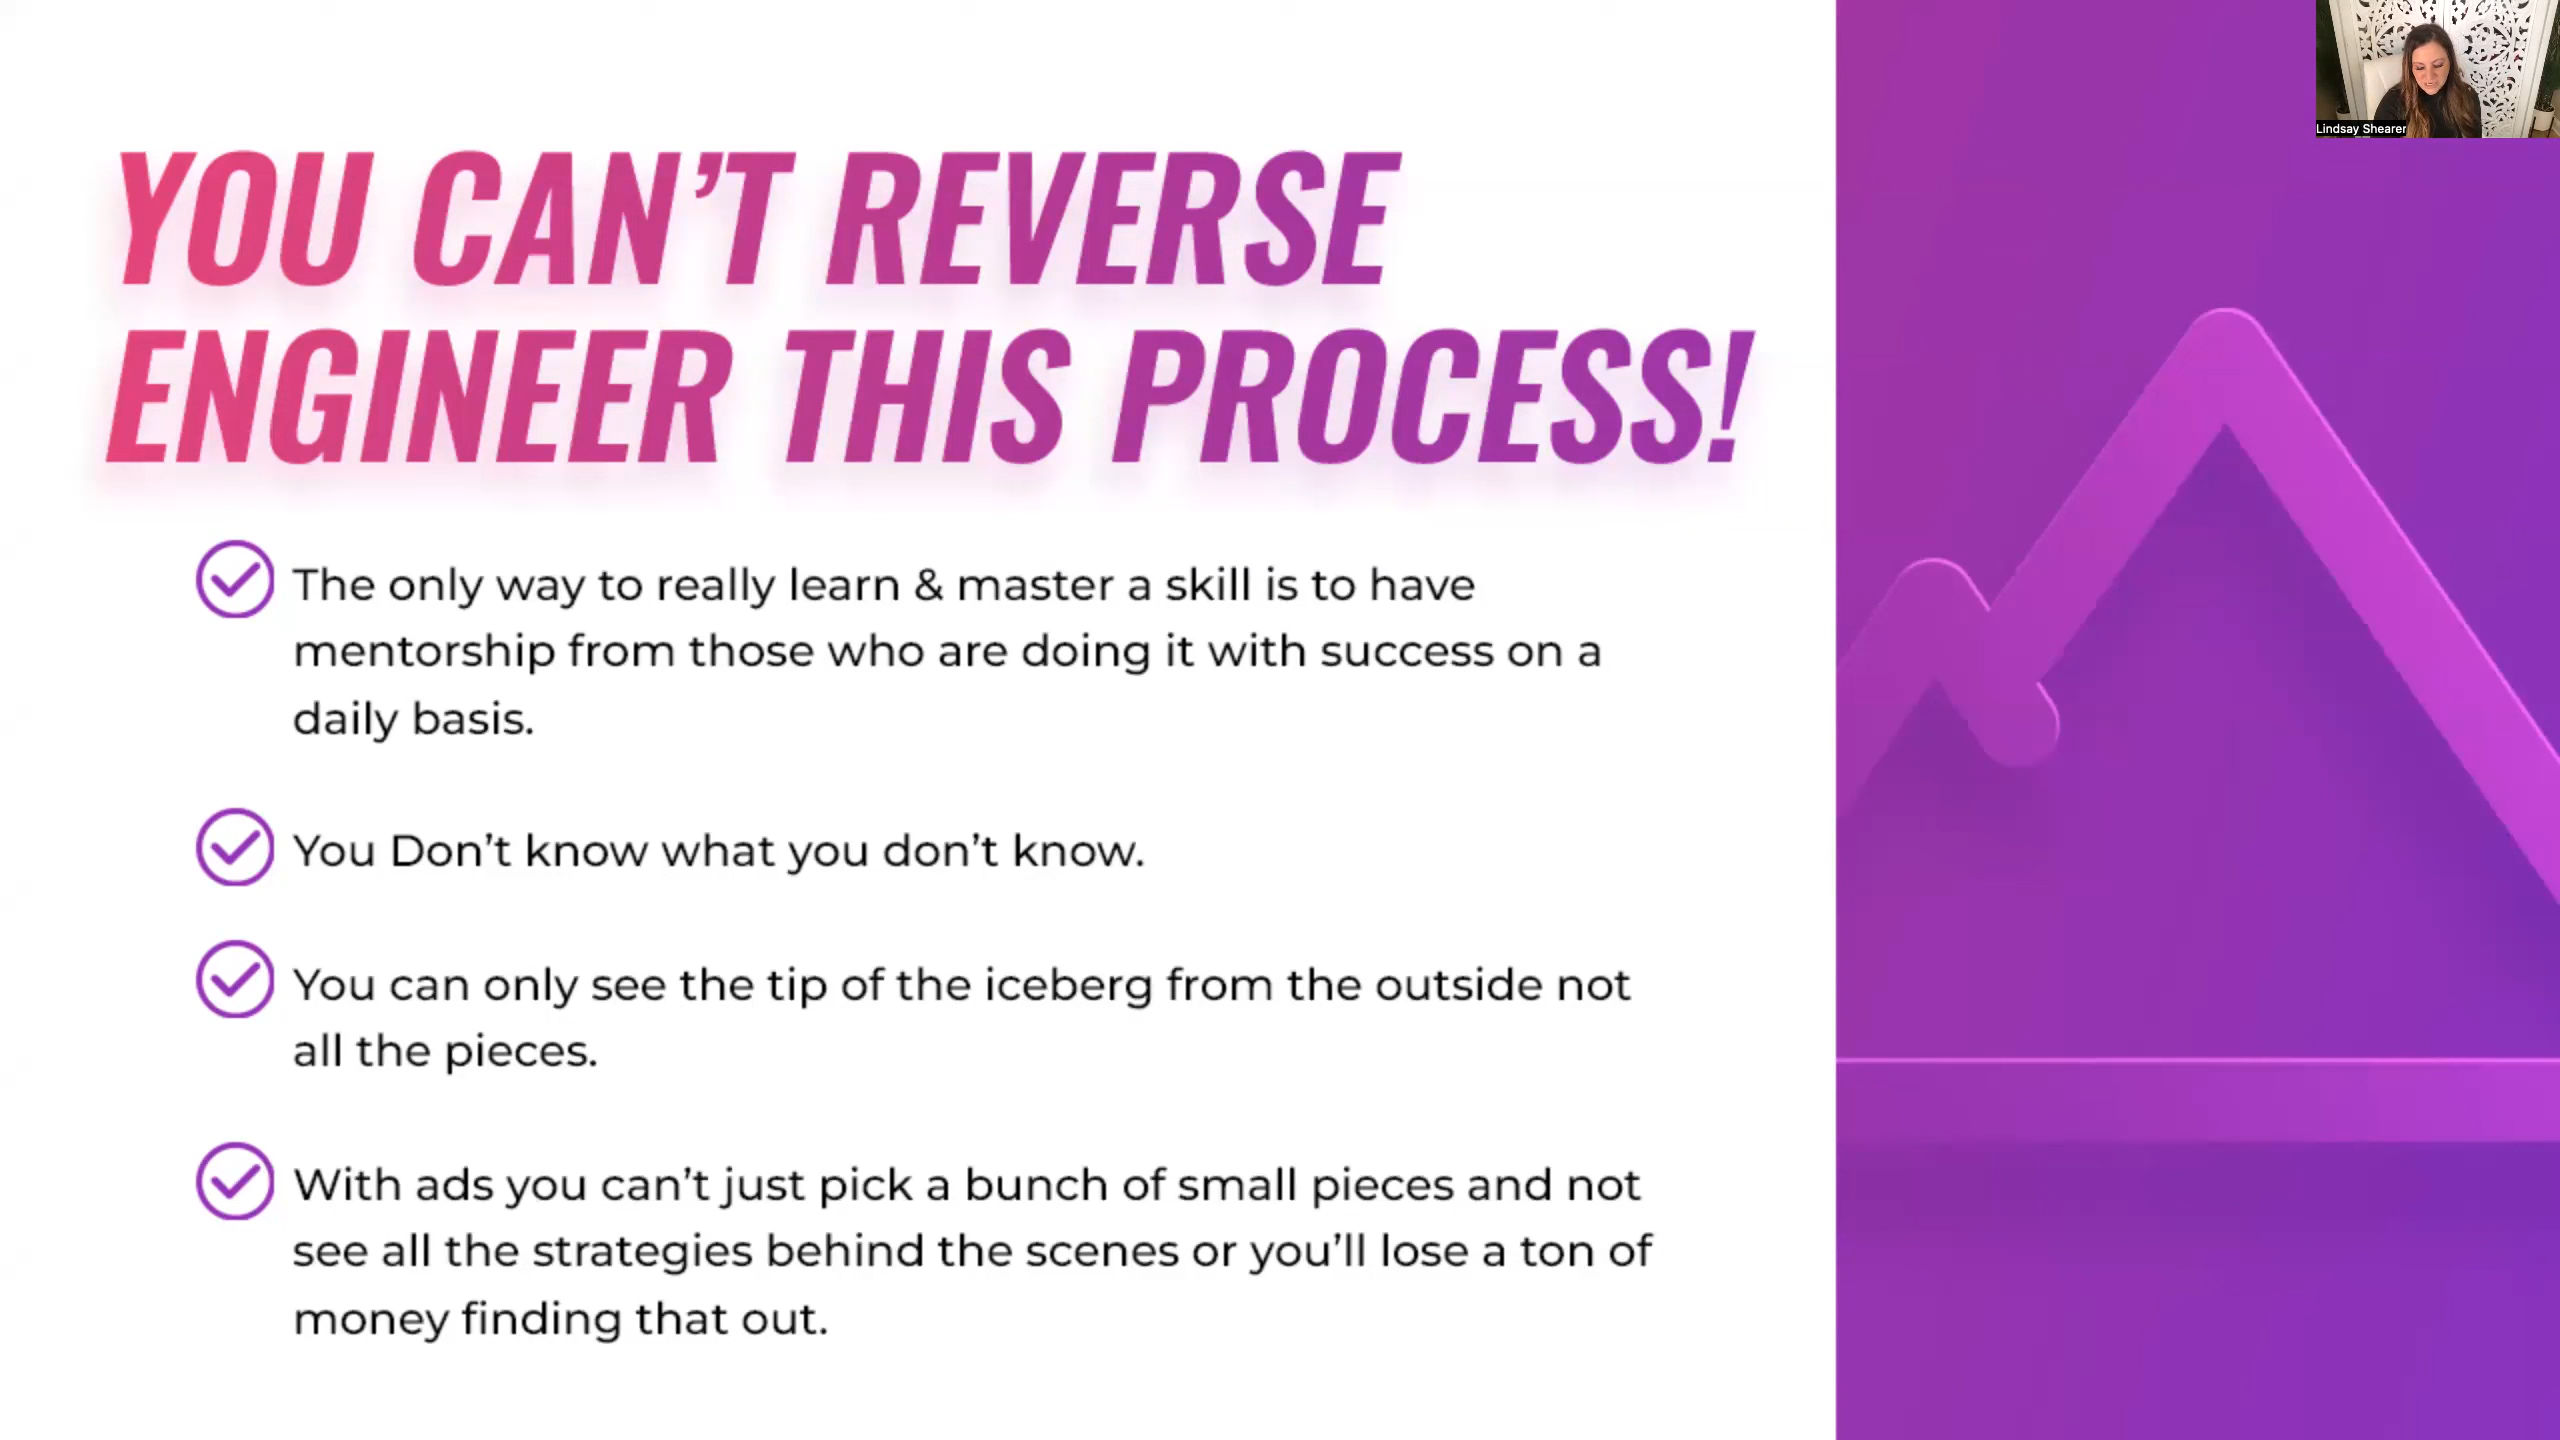 YOU CAN'T REVERSE
ENGINEER THIS PROCESS!
The only way to really learn & master a skill is to have
mentorship from those who are doing it with success on a
daily basis.
You Don't know what you don't know.
You can only see the tip of the iceberg from the outside not
all the pieces.
With ads you can't just pick a bunch of small pieces and not
see all the strategies behind the scenes or you'll lose a ton of
money finding that out.
Lindsay Shearer